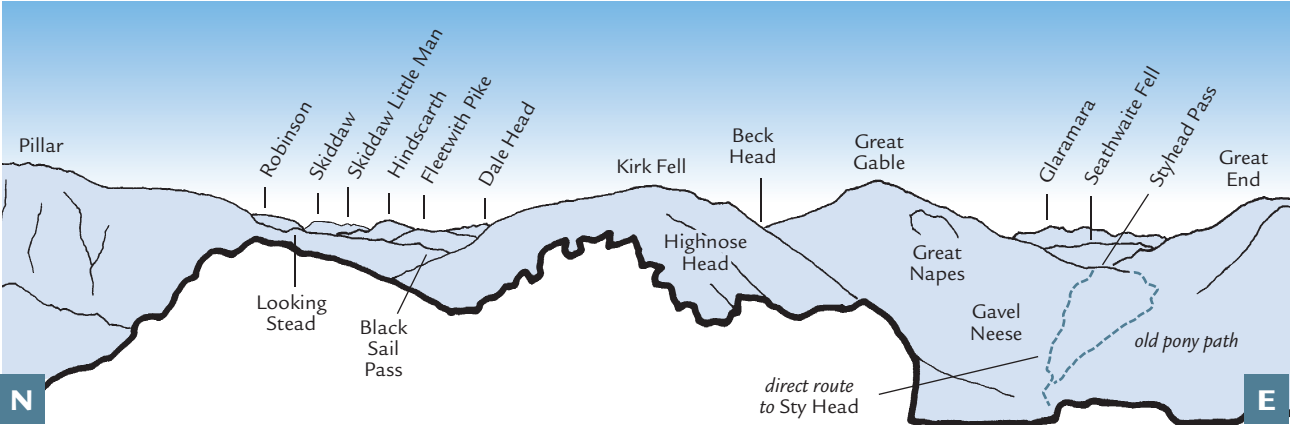 Pillar
Robinson
Skiddaw
Skiddaw Little Man
Hindscarth
Fleetwith Pike
Dale Head
Kirk Fell
Beck
Head
Great
Gable
Glaramara
Seathwaite Fell
Styhead Pass
Great
End
Highnose
Head
Great
Napes
Looking
Stead
Black
Sail
Pass
Gavel
Neese
old pony path
direct route
to Sty Head
N
E